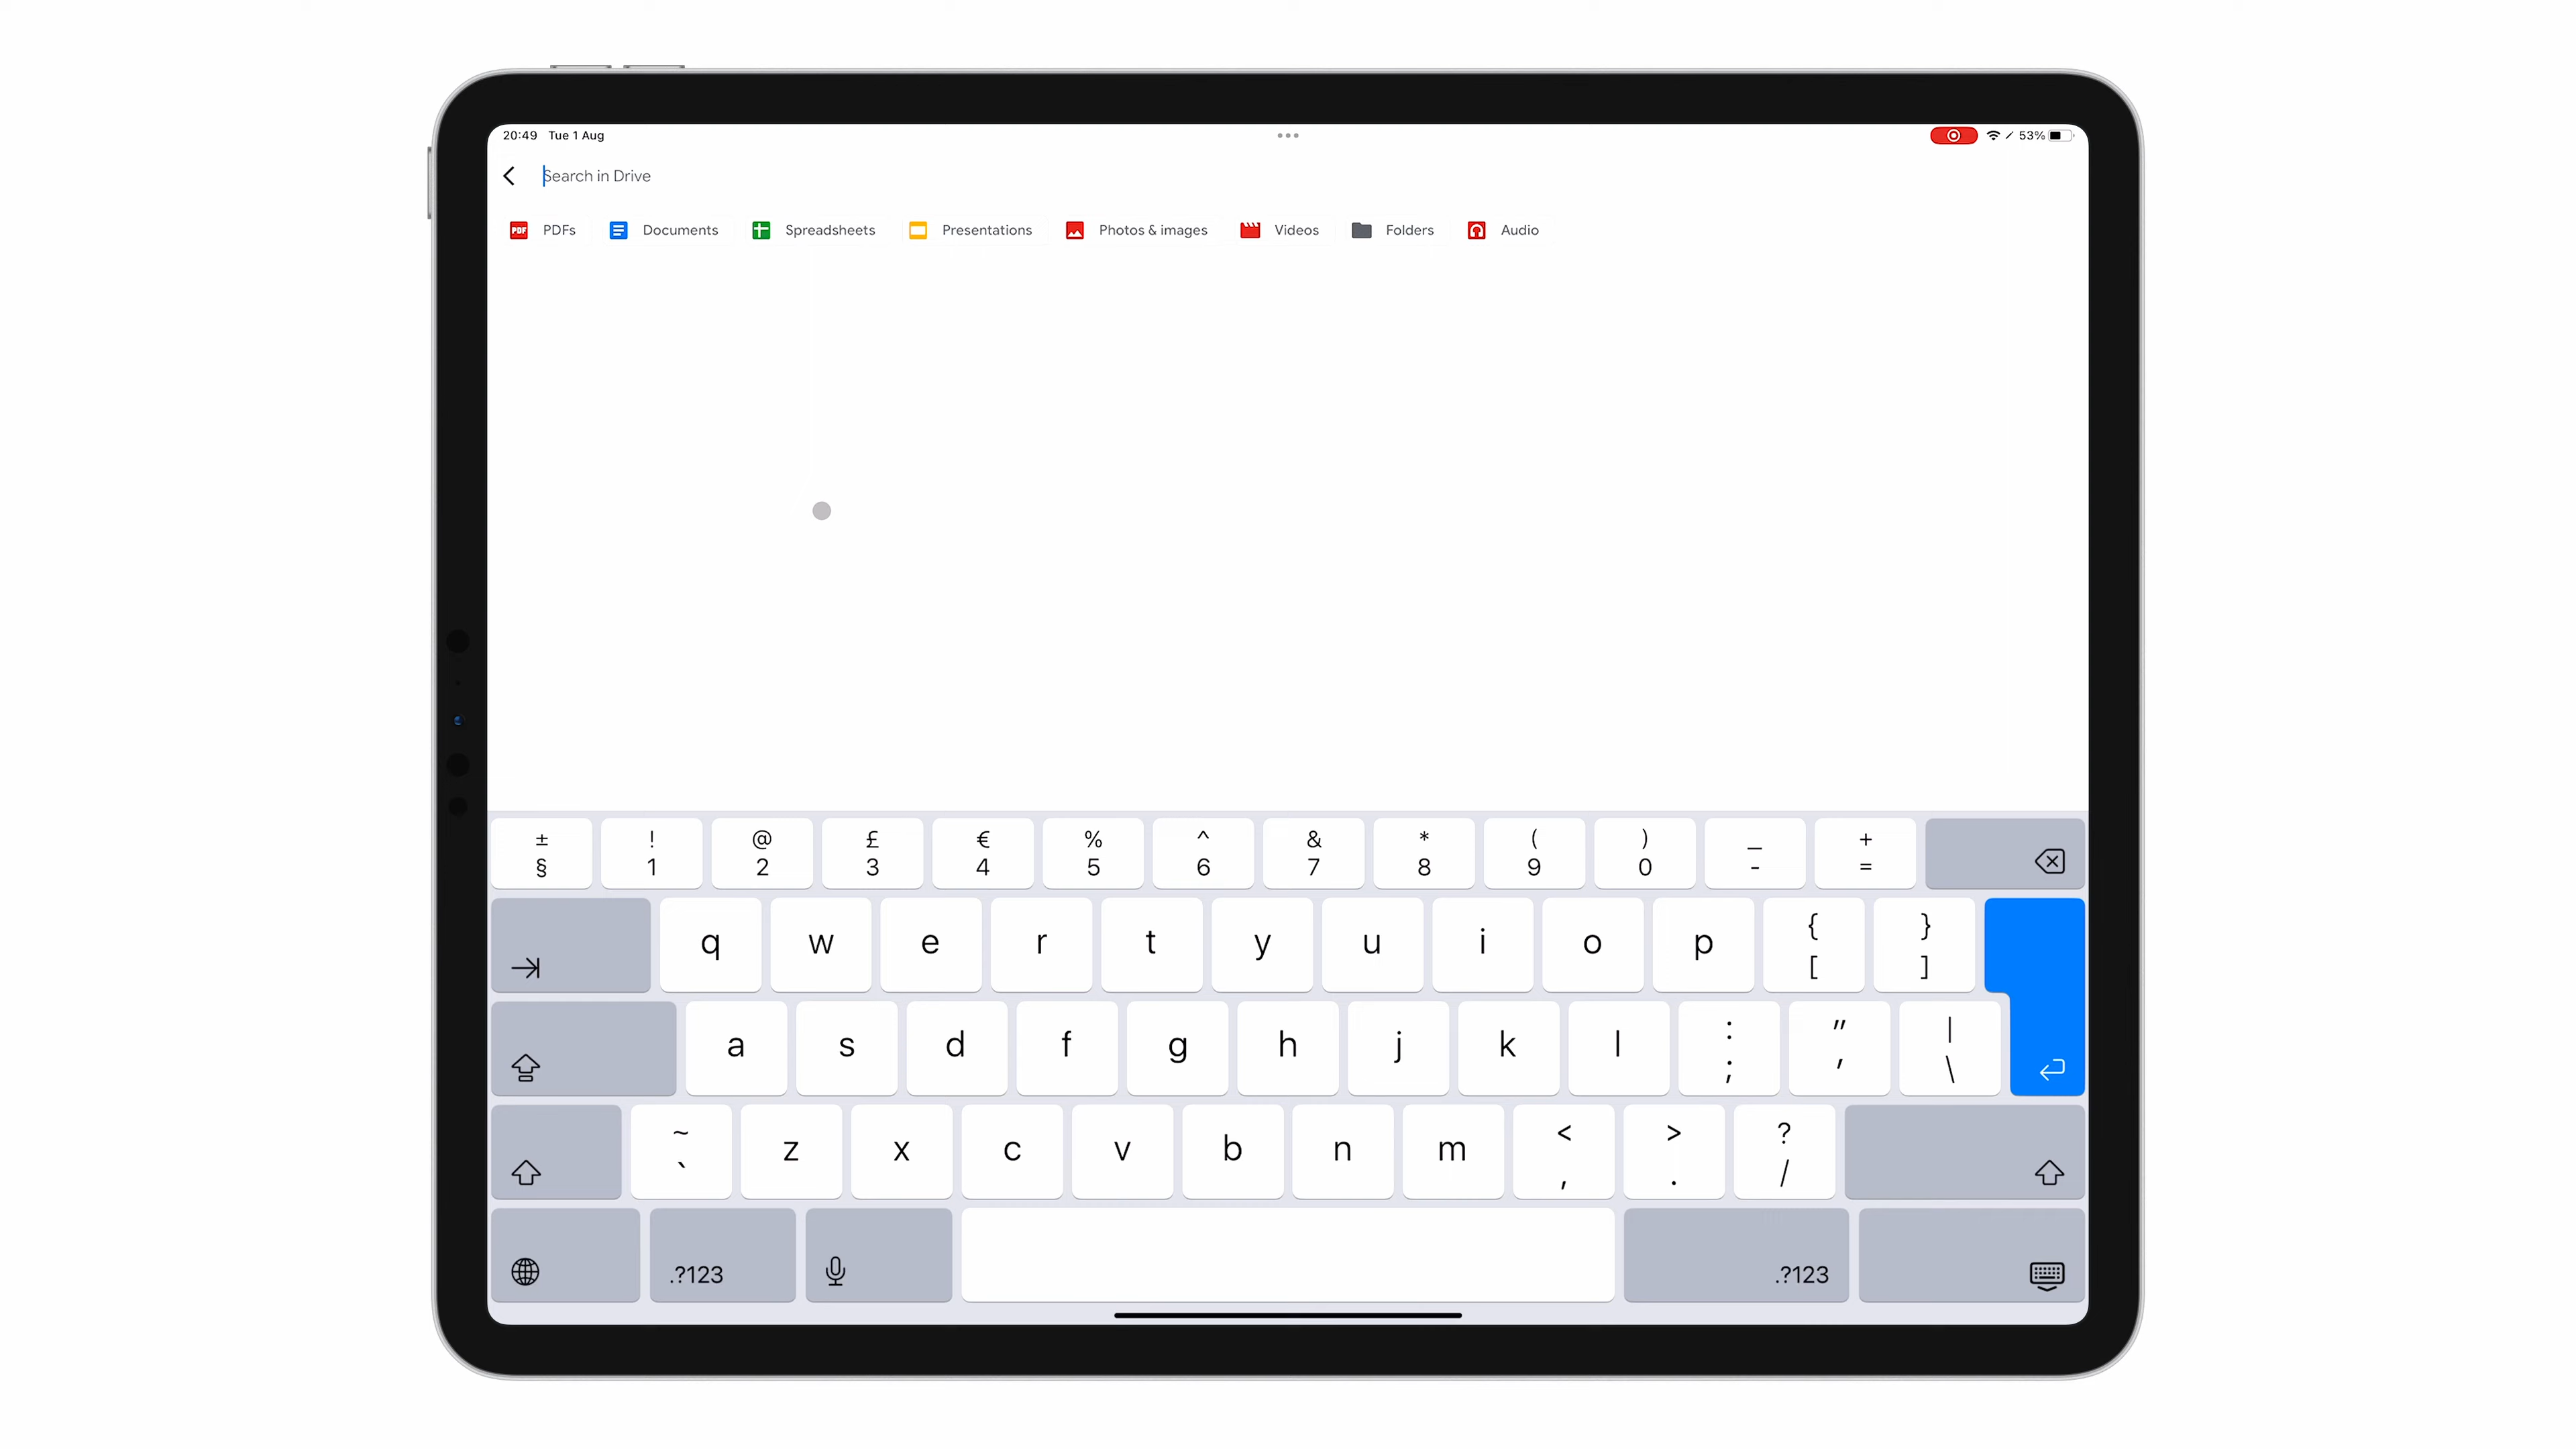 20:49 Tue 1 Aug 53%
Search in Drive
PDF PDFs Documents Spreadsheets Presentations Photos & images Videos Folders Audio
± ! @ £ € % ^ & * ( ) _ +
§ 1 2 3 4 5 6 7 8 9 0 - =
q w e r t y u i o p { }
[ ]
a s d f g h j k l : " |
; ' \
~ z x c v b n m < > ?
` , . /
.?123 .?123